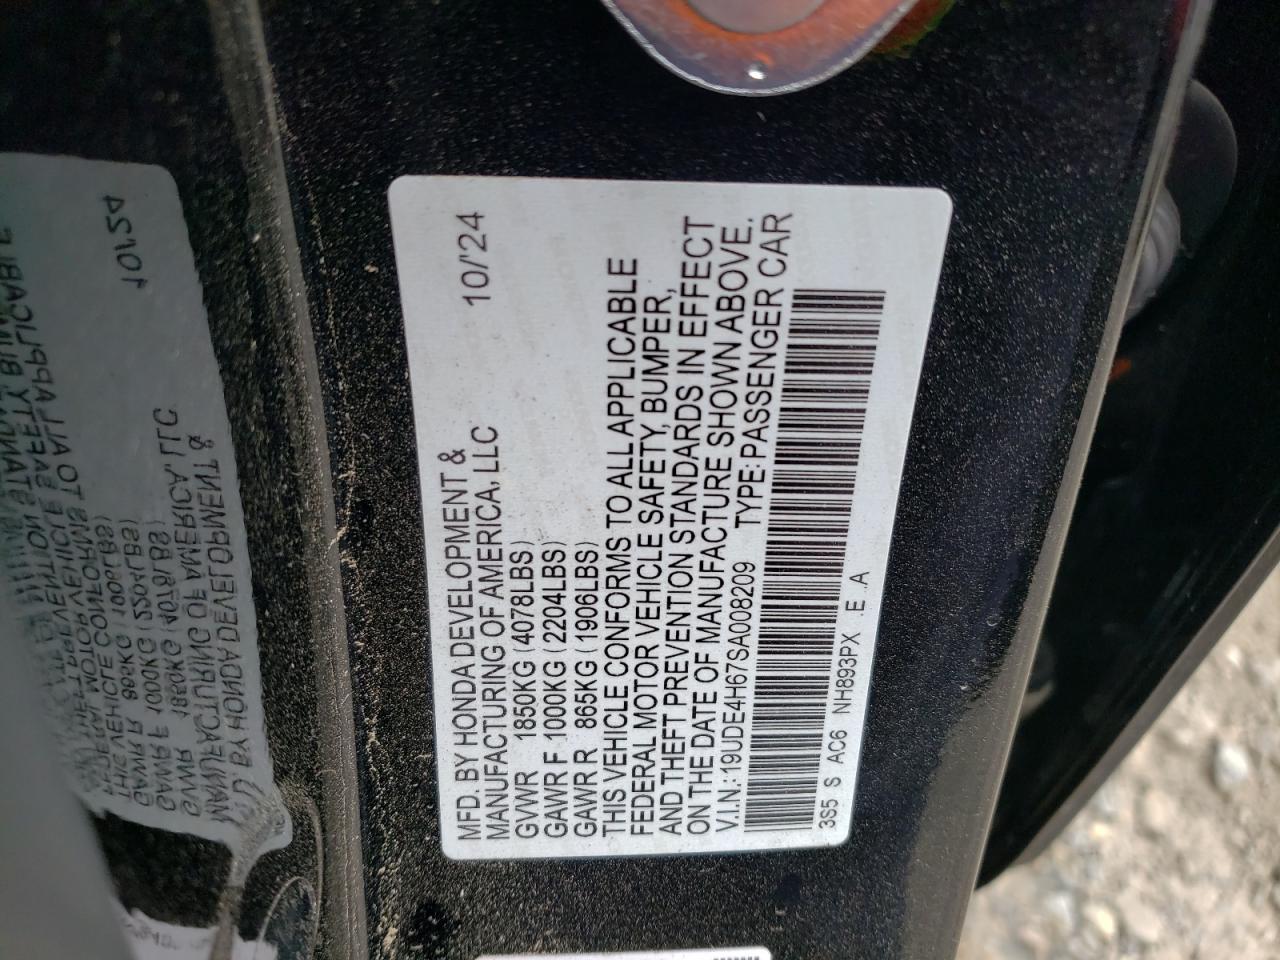 MFD. BY HONDA DEVELOPMENT & 10/'24
MANUFACTURING OF AMERICA, LLC
GVWR 1850KG (4078LBS)
GAWR F 1000KG (2204LBS)
GAWR R 865KG (1906LBS)
THIS VEHICLE CONFORMS TO ALL APPLICABLE
FEDERAL MOTOR VEHICLE SAFETY, BUMPER,
AND THEFT PREVENTION STANDARDS IN EFFECT
ON THE DATE OF MANUFACTURE SHOWN ABOVE.
V.I.N.: 19UDE4H67SA008209 TYPE: PASSENGER CAR
3S5 S AC6 NH893PX .E .A